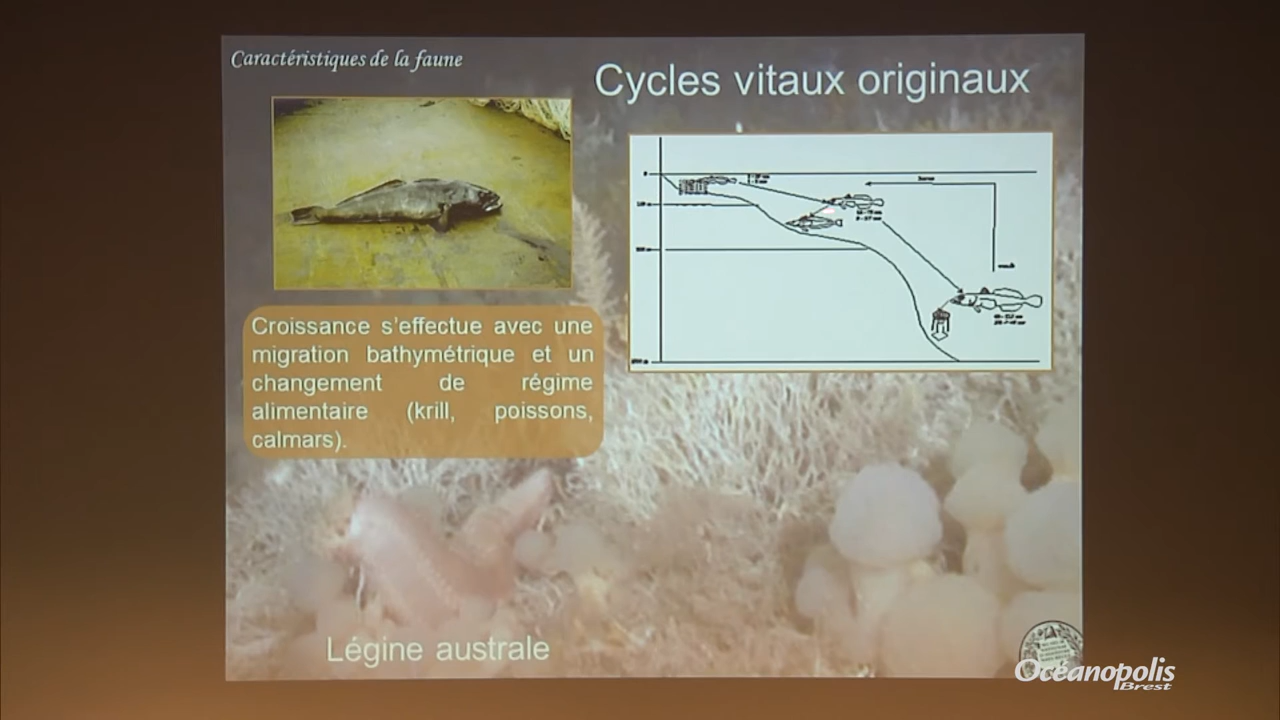 Caractéristiques de la faune
Cycles vitaux originaux
Croissance s'effectue avec une
migration bathymétrique et un
changement de régime
alimentaire (krill, poissons,
calmars).
Légine australe
Océanopolis
Brest